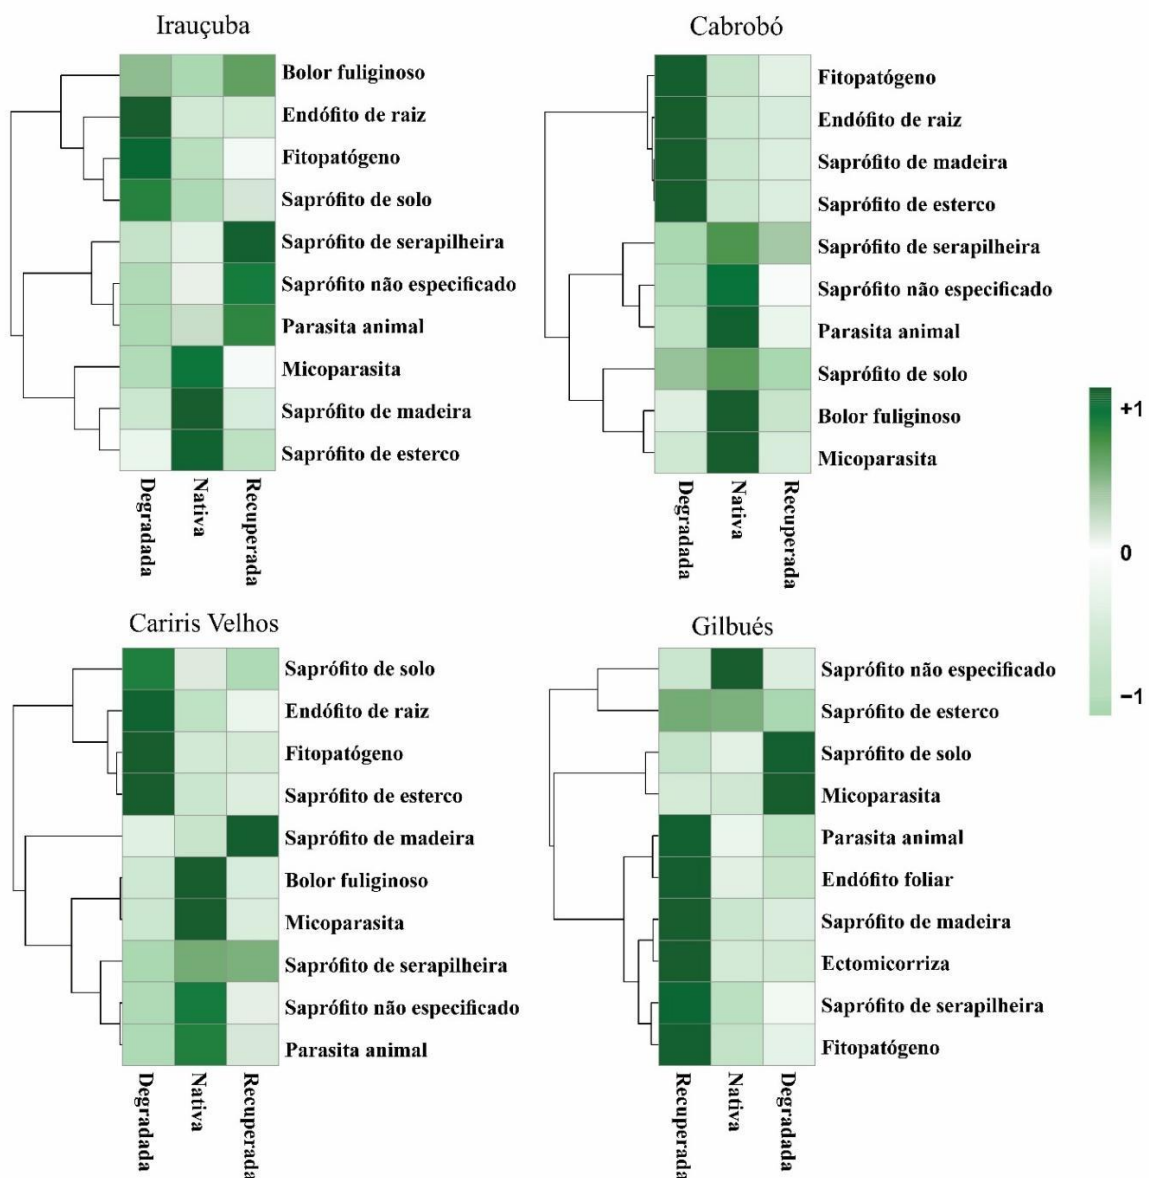 Irauçuba
Bolor fuliginoso
Endófito de raiz
Fitopatógeno
Saprófito de solo
Saprófito de serapilheira
Saprófito não especificado
Parasita animal
Micoparasita
Saprófito de madeira
Saprófito de esterco
Degradada
Nativa
Recuperada
Cabrobó
Fitopatógeno
Endófito de raiz
Saprófito de madeira
Saprófito de esterco
Saprófito de serapilheira
Saprófito não especificado
Parasita animal
Saprófito de solo
Bolor fuliginoso
Micoparasita
Degradada
Nativa
Recuperada
+1
0
−1
Cariris Velhos
Saprófito de solo
Endófito de raiz
Fitopatógeno
Saprófito de esterco
Saprófito de madeira
Bolor fuliginoso
Micoparasita
Saprófito de serapilheira
Saprófito não especificado
Parasita animal
Degradada
Nativa
Recuperada
Gilbués
Saprófito não especificado
Saprófito de esterco
Saprófito de solo
Micoparasita
Parasita animal
Endófito foliar
Saprófito de madeira
Ectomicorriza
Saprófito de serapilheira
Fitopatógeno
Recuperada
Nativa
Degradada